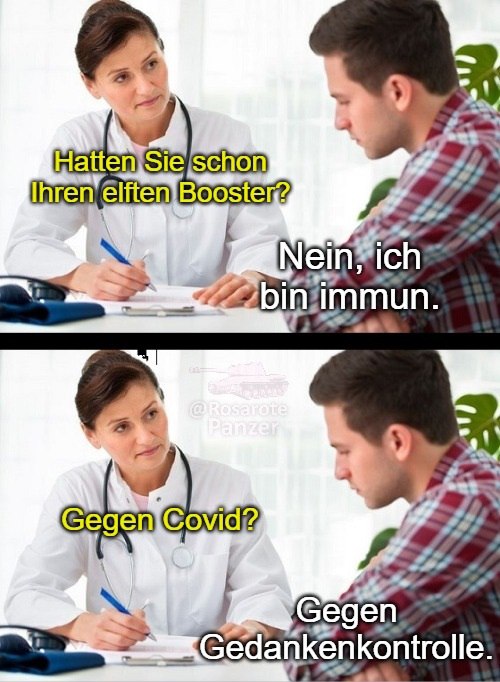 Hatten Sie schon
Ihren elften Booster?
Nein, ich
bin immun.
@Rosarote
Panzer
Gegen Covid?
Gegen
Gedankenkontrolle.